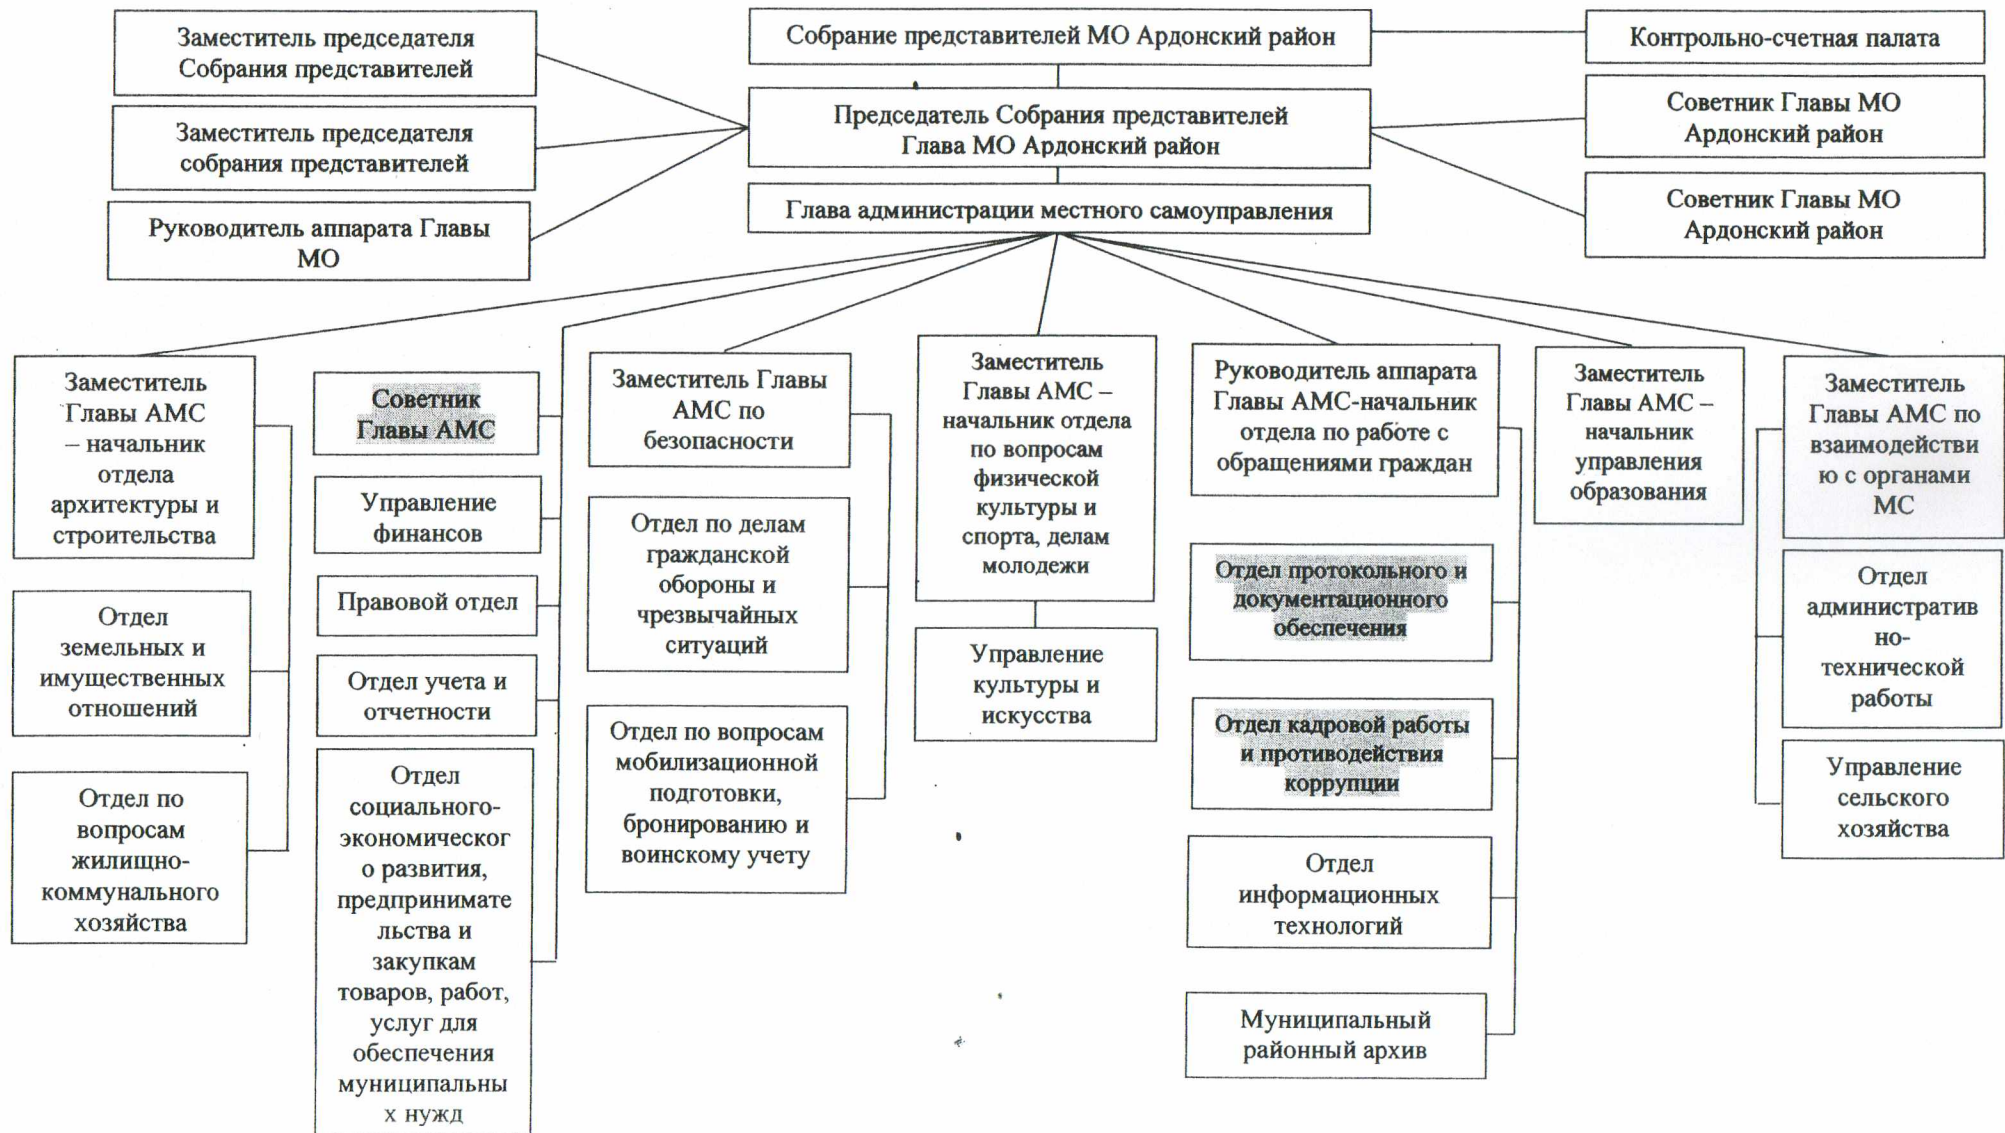 Заместитель председателя
Собрания представителей
Собрание представителей МО Ардонский район
Контрольно-счетная палата
Заместитель председателя
собрания представителей
Председатель Собрания представителей
Глава МО Ардонский район
Советник Главы МО
Ардонский район
Руководитель аппарата Главы
МО
Глава администрации местного самоуправления
Советник Главы МО
Ардонский район
Заместитель
Главы АМС
– начальник
отдела
архитектуры и
строительства
Отдел
земельных и
имущественных
отношений
Отдел по
вопросам
жилищно-
коммунального
хозяйства
Советник
Главы АМС
Управление
финансов
Правовой отдел
Отдел учета и
отчетности
Отдел
социального-
экономическог
о развития,
предпринимате
льства и
закупкам
товаров, работ,
услуг для
обеспечения
муниципальны
х нужд
Заместитель Главы
АМС по
безопасности
Отдел по делам
гражданской
обороны и
чрезвычайных
ситуаций
Отдел по вопросам
мобилизационной
подготовки,
бронированию и
воинскому учету
Заместитель
Главы АМС –
начальник отдела
по вопросам
физической
культуры и
спорта, делам
молодежи
Управление
культуры и
искусства
Руководитель аппарата
Главы АМС-начальник
отдела по работе с
обращениями граждан
Отдел протокольного и
документационного
обеспечения
Отдел кадровой работы
и противодействия
коррупции
Отдел
информационных
технологий
Муниципальный
районный архив
Заместитель
Главы АМС –
начальник
управления
образования
Заместитель
Главы АМС по
взаимодействи
ю с органами
МС
Отдел
административ
но-
технической
работы
Управление
сельского
хозяйства